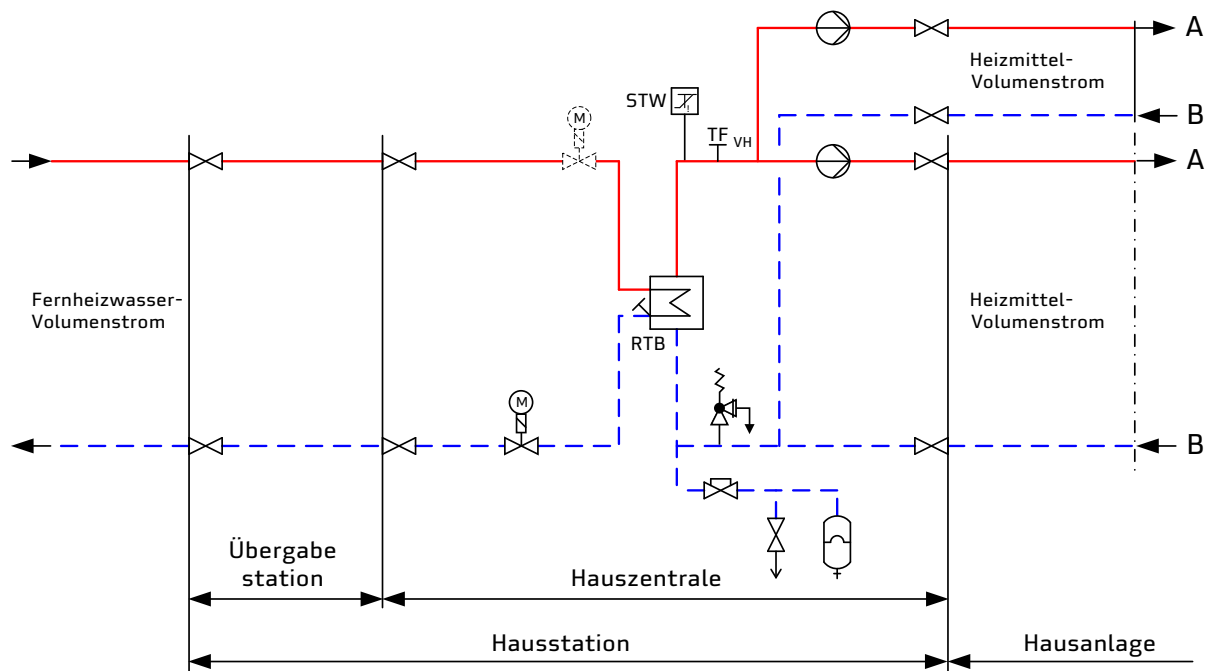 A
Heizmittel-
Volumenstrom
M
STW
B
TF VH
A
Fernheizwasser-
Volumenstrom
Heizmittel-
Volumenstrom
RTB
M
B
Übergabe
station
Hauszentrale
Hausstation
Hausanlage